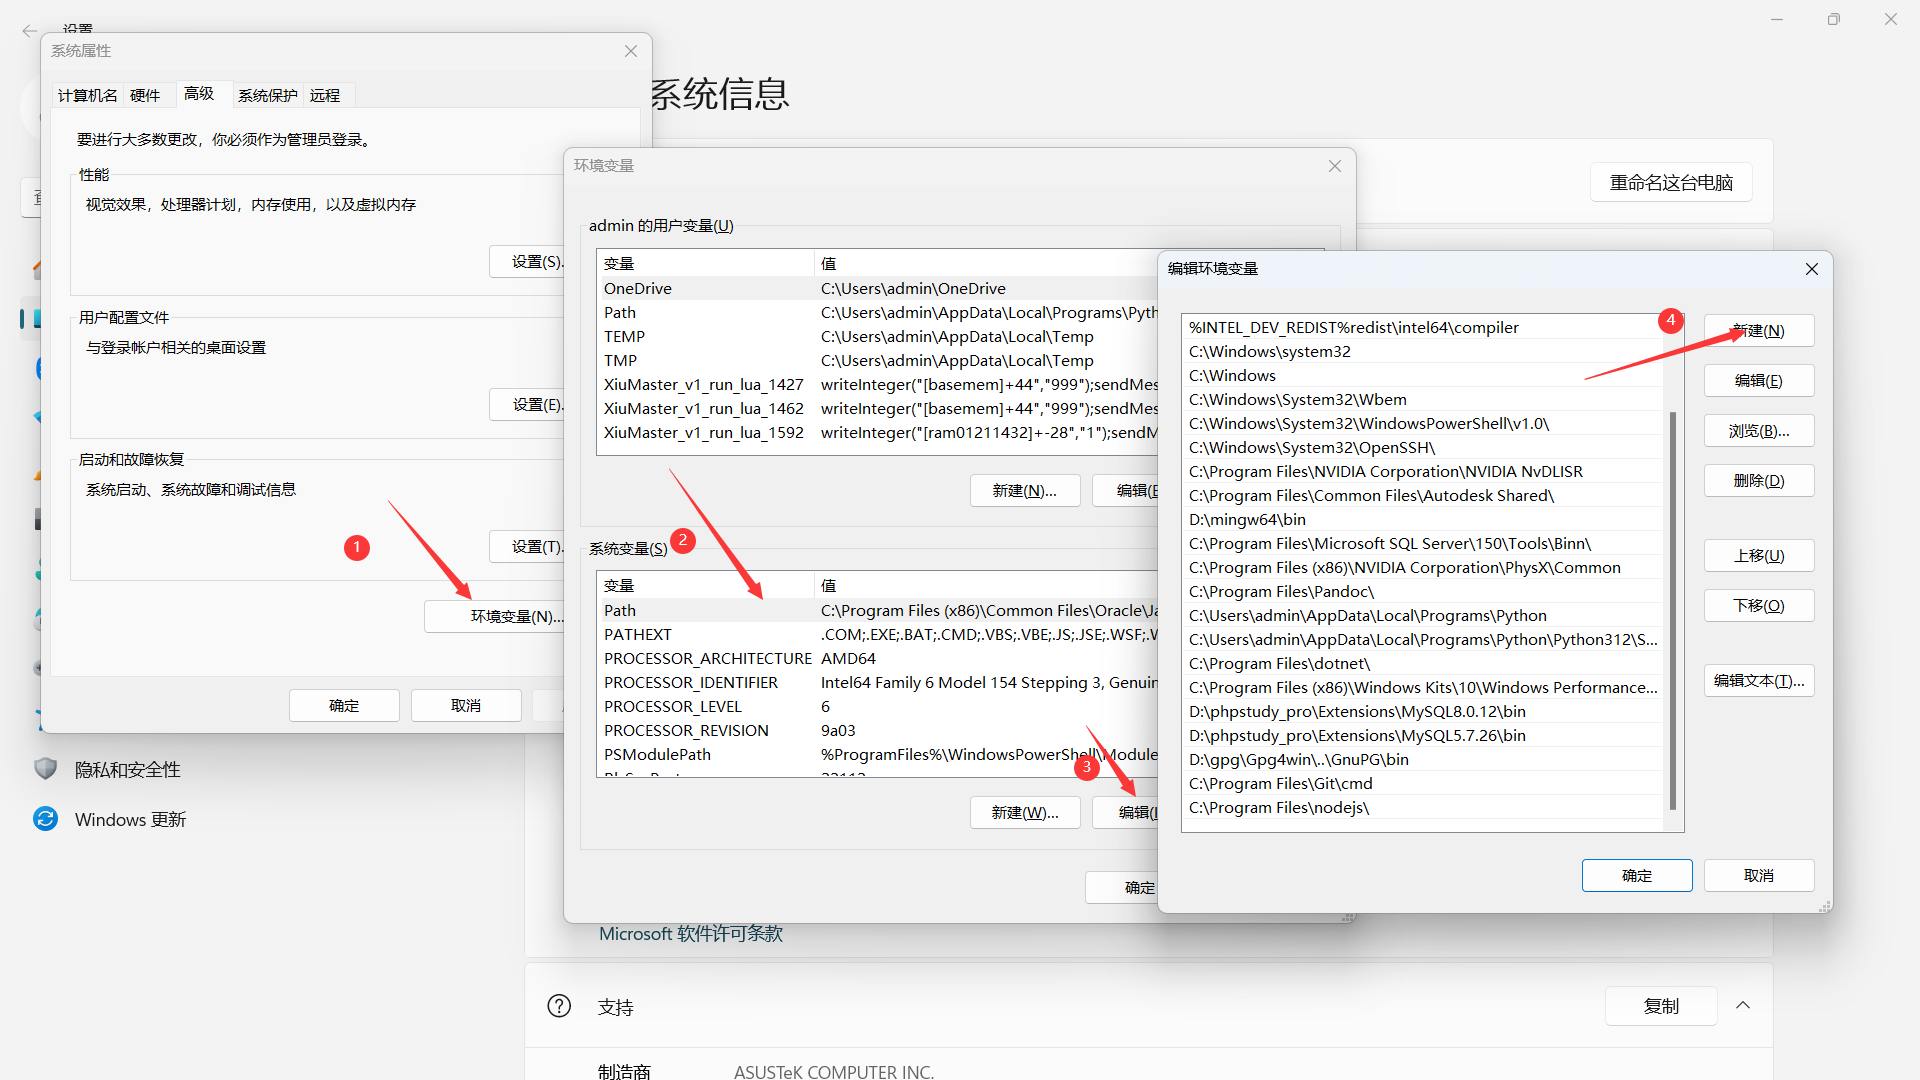 设置
系统属性
计算机名
硬件
高级
系统保护
远程
要进行大多数更改，你必须作为管理员登录。
性能
视觉效果，处理器计划，内存使用，以及虚拟内存
设置(S).
用户配置文件
与登录帐户相关的桌面设置
设置(E).
启动和故障恢复
系统启动、系统故障和调试信息
设置(T).
1
环境变量(N)...
确定
取消
隐私和安全性
Windows 更新
系统信息
重命名这台电脑
环境变量
admin 的用户变量(U)
变量 值
OneDrive C:\Users\admin\OneDrive
Path C:\Users\admin\AppData\Local\Programs\Pyth
TEMP C:\Users\admin\AppData\Local\Temp
TMP C:\Users\admin\AppData\Local\Temp
XiuMaster_v1_run_lua_1427 writeInteger("[basemem]+44","999");sendMes
XiuMaster_v1_run_lua_1462 writeInteger("[basemem]+44","999");sendMes
XiuMaster_v1_run_lua_1592 writeInteger("[ram01211432]+-28","1");sendM
新建(N)...
编辑(E
系统变量(S)
2
变量 值
Path C:\Program Files (x86)\Common Files\Oracle\Ja
PATHEXT .COM;.EXE;.BAT;.CMD;.VBS;.VBE;.JS;.JSE;.WSF;.W
PROCESSOR_ARCHITECTURE AMD64
PROCESSOR_IDENTIFIER Intel64 Family 6 Model 154 Stepping 3, Genuin
PROCESSOR_LEVEL 6
PROCESSOR_REVISION 9a03
PSModulePath %ProgramFiles%\WindowsPowerShell\Module
3
新建(W)...
编辑(I
确定
编辑环境变量
%INTEL_DEV_REDIST%redist\intel64\compiler
C:\Windows\system32
C:\Windows
C:\Windows\System32\Wbem
C:\Windows\System32\WindowsPowerShell\v1.0\
C:\Windows\System32\OpenSSH\
C:\Program Files\NVIDIA Corporation\NVIDIA NvDLISR
C:\Program Files\Common Files\Autodesk Shared\
D:\mingw64\bin
C:\Program Files\Microsoft SQL Server\150\Tools\Binn\
C:\Program Files (x86)\NVIDIA Corporation\PhysX\Common
C:\Program Files\Pandoc\
C:\Users\admin\AppData\Local\Programs\Python
C:\Users\admin\AppData\Local\Programs\Python\Python312\S...
C:\Program Files\dotnet\
C:\Program Files (x86)\Windows Kits\10\Windows Performance...
D:\phpstudy_pro\Extensions\MySQL8.0.12\bin
D:\phpstudy_pro\Extensions\MySQL5.7.26\bin
D:\gpg\Gpg4win\..\GnuPG\bin
C:\Program Files\Git\cmd
C:\Program Files\nodejs\
4
新建(N)
编辑(E)
浏览(B)...
删除(D)
上移(U)
下移(O)
编辑文本(T)...
确定
取消
Microsoft 软件许可条款
支持
复制
制造商 ASUSTeK COMPUTER INC.